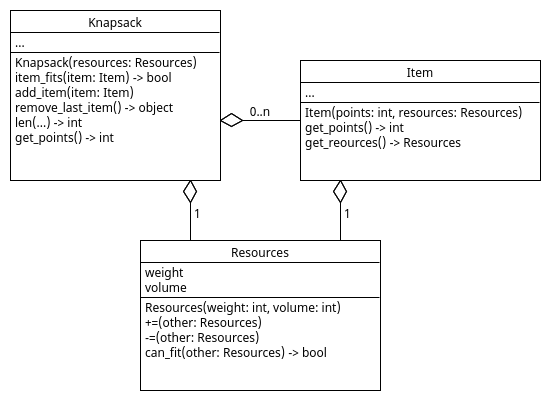 Knapsack
...
Knapsack(resources: Resources)
item_fits(item: Item) -> bool
add_item(item: Item)
remove_last_item() -> object
len(...) -> int
get_points() -> int
0..n
Item
...
Item(points: int, resources: Resources)
get_points() -> int
get_reources() -> Resources
1
1
Resources
weight
volume
Resources(weight: int, volume: int)
+=(other: Resources)
-=(other: Resources)
can_fit(other: Resources) -> bool